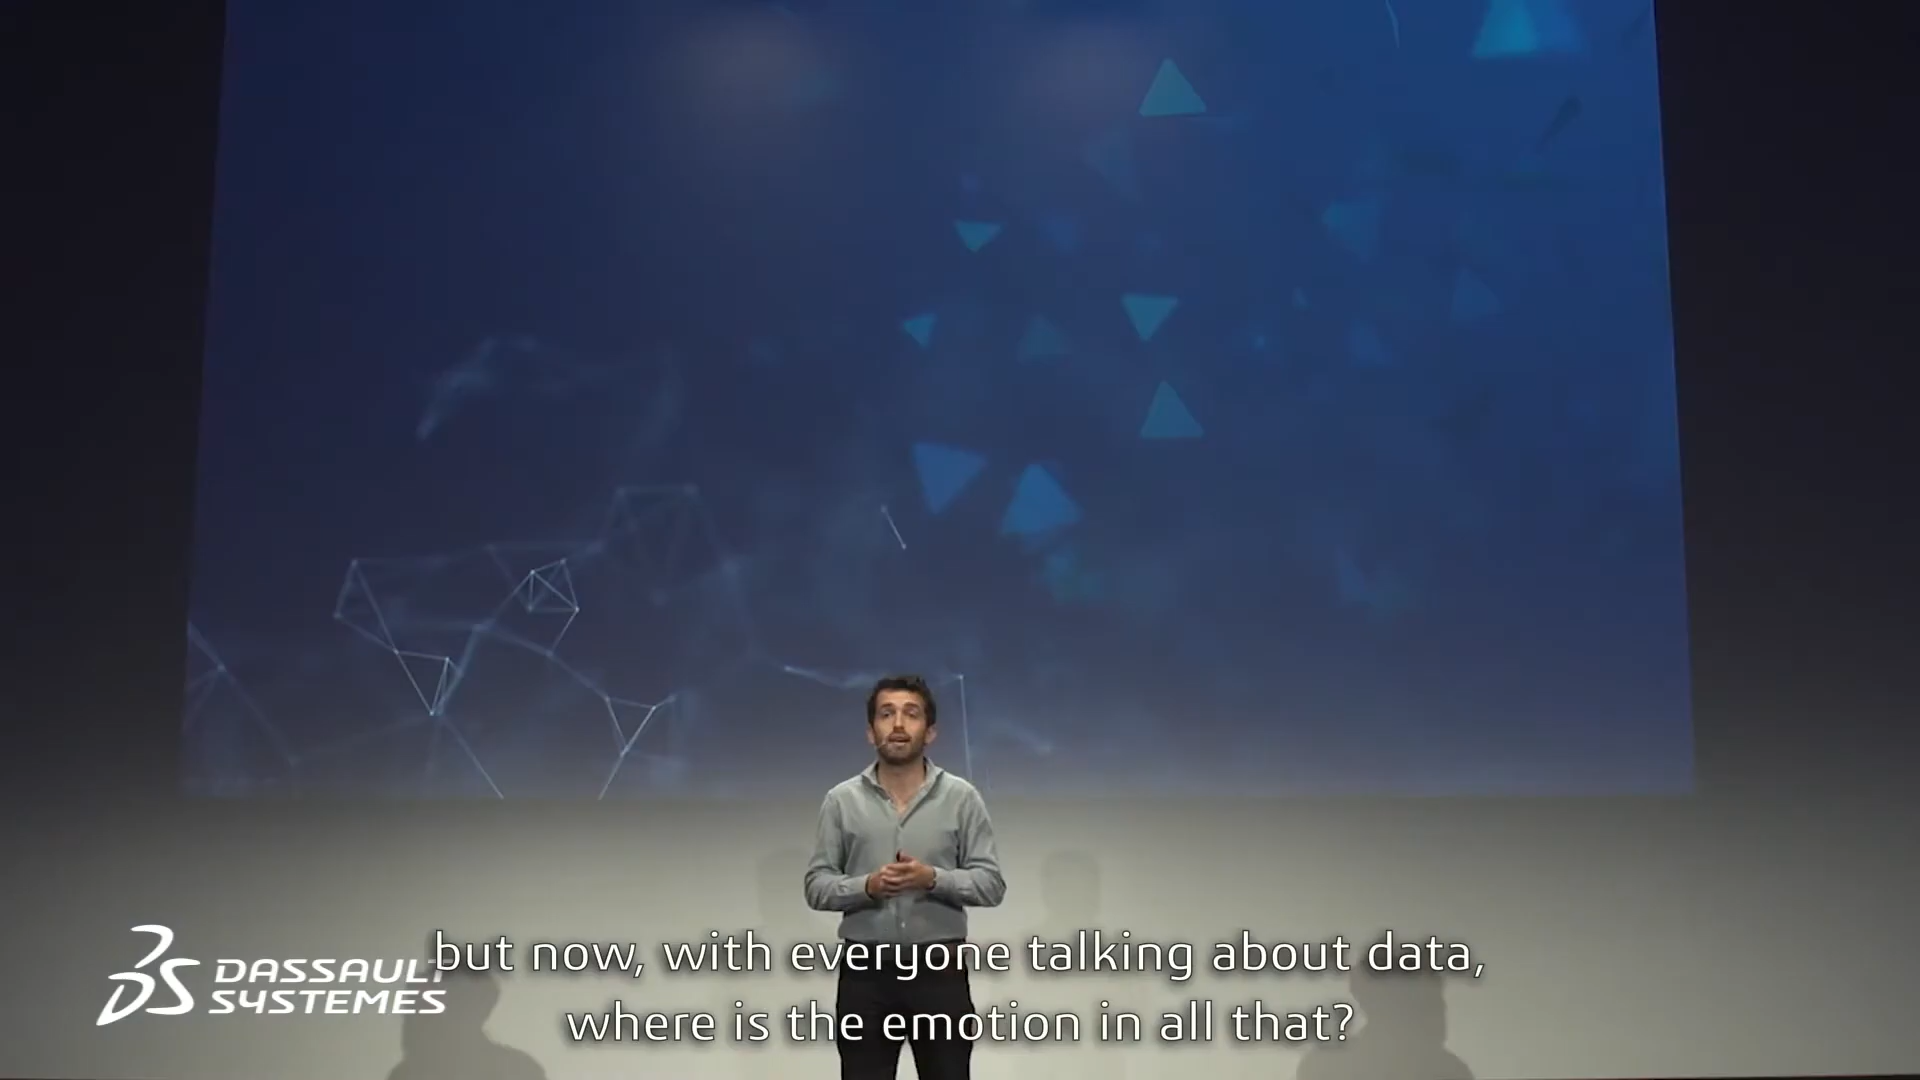 but now, with everyone talking about data,
where is the emotion in all that?
DASSAULT
SYSTEMES